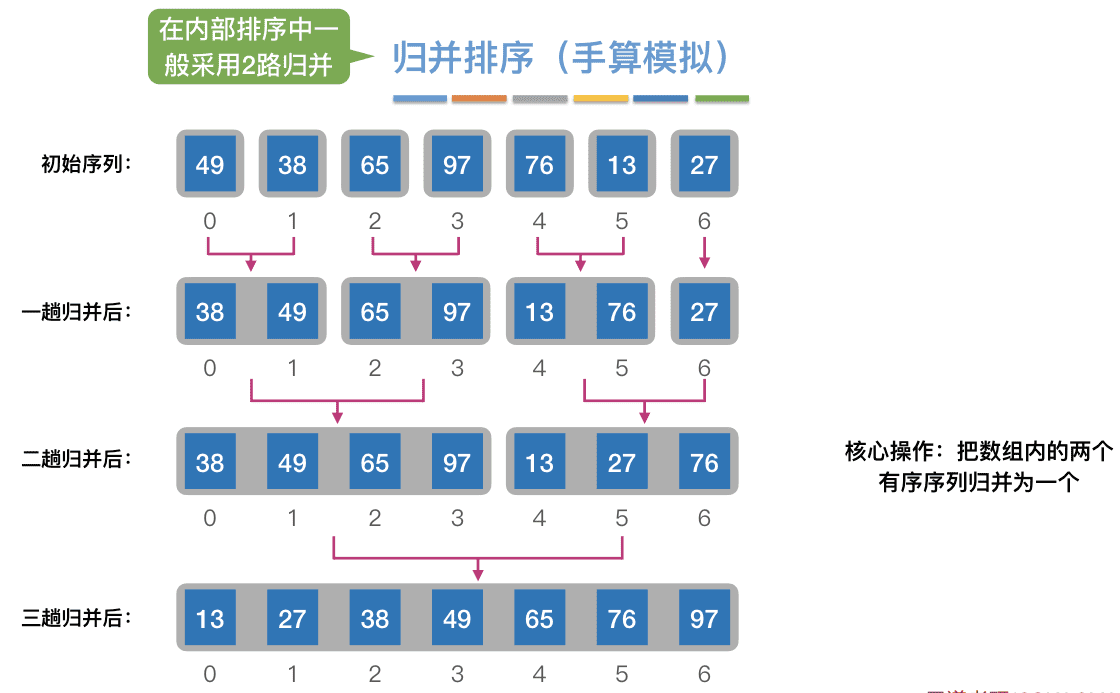 在内部排序中一
般采用2路归并
归并排序（手算模拟）
初始序列：
49 38 65 97 76 13 27
0 1 2 3 4 5 6
一趟归并后：
38 49 65 97 13 76 27
0 1 2 3 4 5 6
二趟归并后：
38 49 65 97 13 27 76
0 1 2 3 4 5 6
核心操作：把数组内的两个
有序序列归并为一个
三趟归并后：
13 27 38 49 65 76 97
0 1 2 3 4 5 6